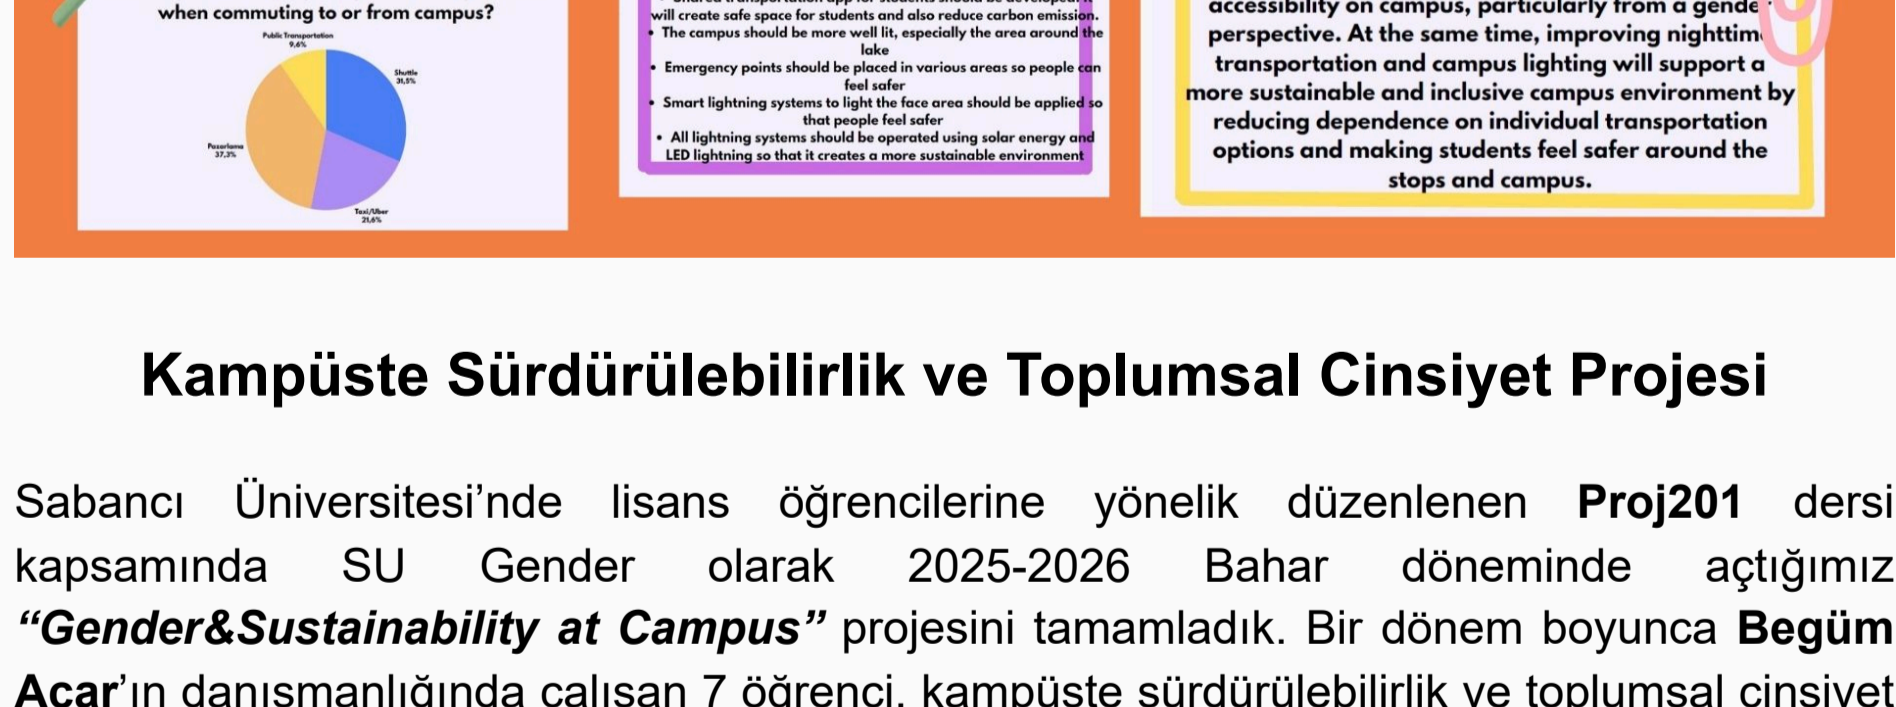 when commuting to or from campus?
Public Transportation
9,6%
Shuttle
31,5%
Pazarlama
37,3%
Taxi/Uber
21,6%
will create safe space for students and also reduce carbon emission.
• The campus should be more well lit, especially the area around the
lake
• Emergency points should be placed in various areas so people can
feel safer
• Smart lightning systems to light the face area should be applied so
that people feel safer
• All lightning systems should be operated using solar energy and
LED lightning so that it creates a more sustainable environment
accessibility on campus, particularly from a gender
perspective. At the same time, improving nighttime
transportation and campus lighting will support a
more sustainable and inclusive campus environment by
reducing dependence on individual transportation
options and making students feel safer around the
stops and campus.
Kampüste Sürdürülebilirlik ve Toplumsal Cinsiyet Projesi
Sabancı Üniversitesi’nde lisans öğrencilerine yönelik düzenlenen Proj201 dersi
kapsamında SU Gender olarak 2025-2026 Bahar döneminde açtığımız
“Gender&Sustainability at Campus” projesini tamamladık. Bir dönem boyunca Begüm
Acar’ın danışmanlığında çalışan 7 öğrenci, kampüste sürdürülebilirlik ve toplumsal cinsiyet